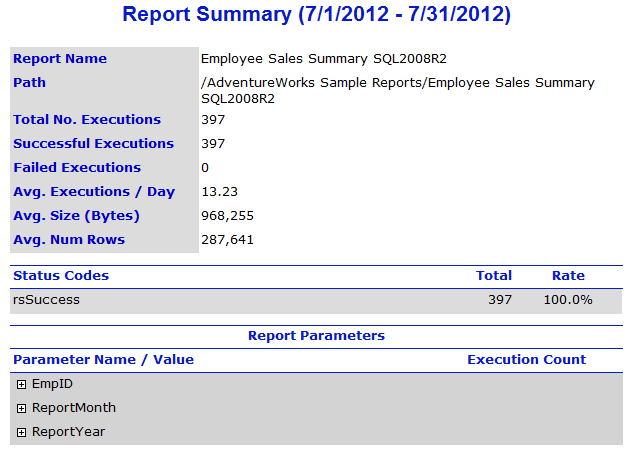 Report Summary (7/1/2012 - 7/31/2012)
Report Name Employee Sales Summary SQL2008R2
Path /AdventureWorks Sample Reports/Employee Sales Summary
SQL2008R2
Total No. Executions 397
Successful Executions 397
Failed Executions 0
Avg. Executions / Day 13.23
Avg. Size (Bytes) 968,255
Avg. Num Rows 287,641
Status Codes Total Rate
rsSuccess 397 100.0%
Report Parameters
Parameter Name / Value Execution Count
EmpID
ReportMonth
ReportYear